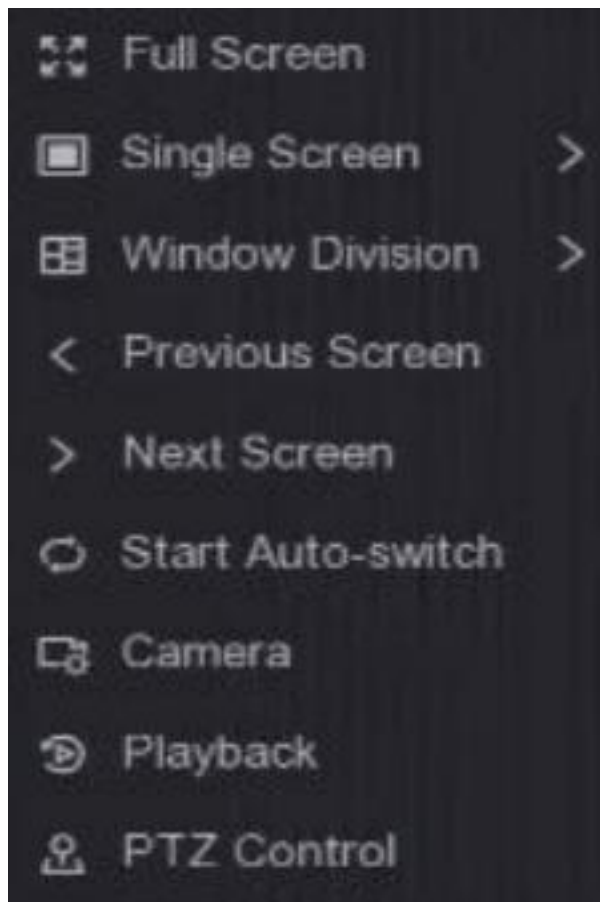 Full Screen
Single Screen
Window Division
Previous Screen
Next Screen
Start Auto-switch
Camera
Playback
PTZ Control